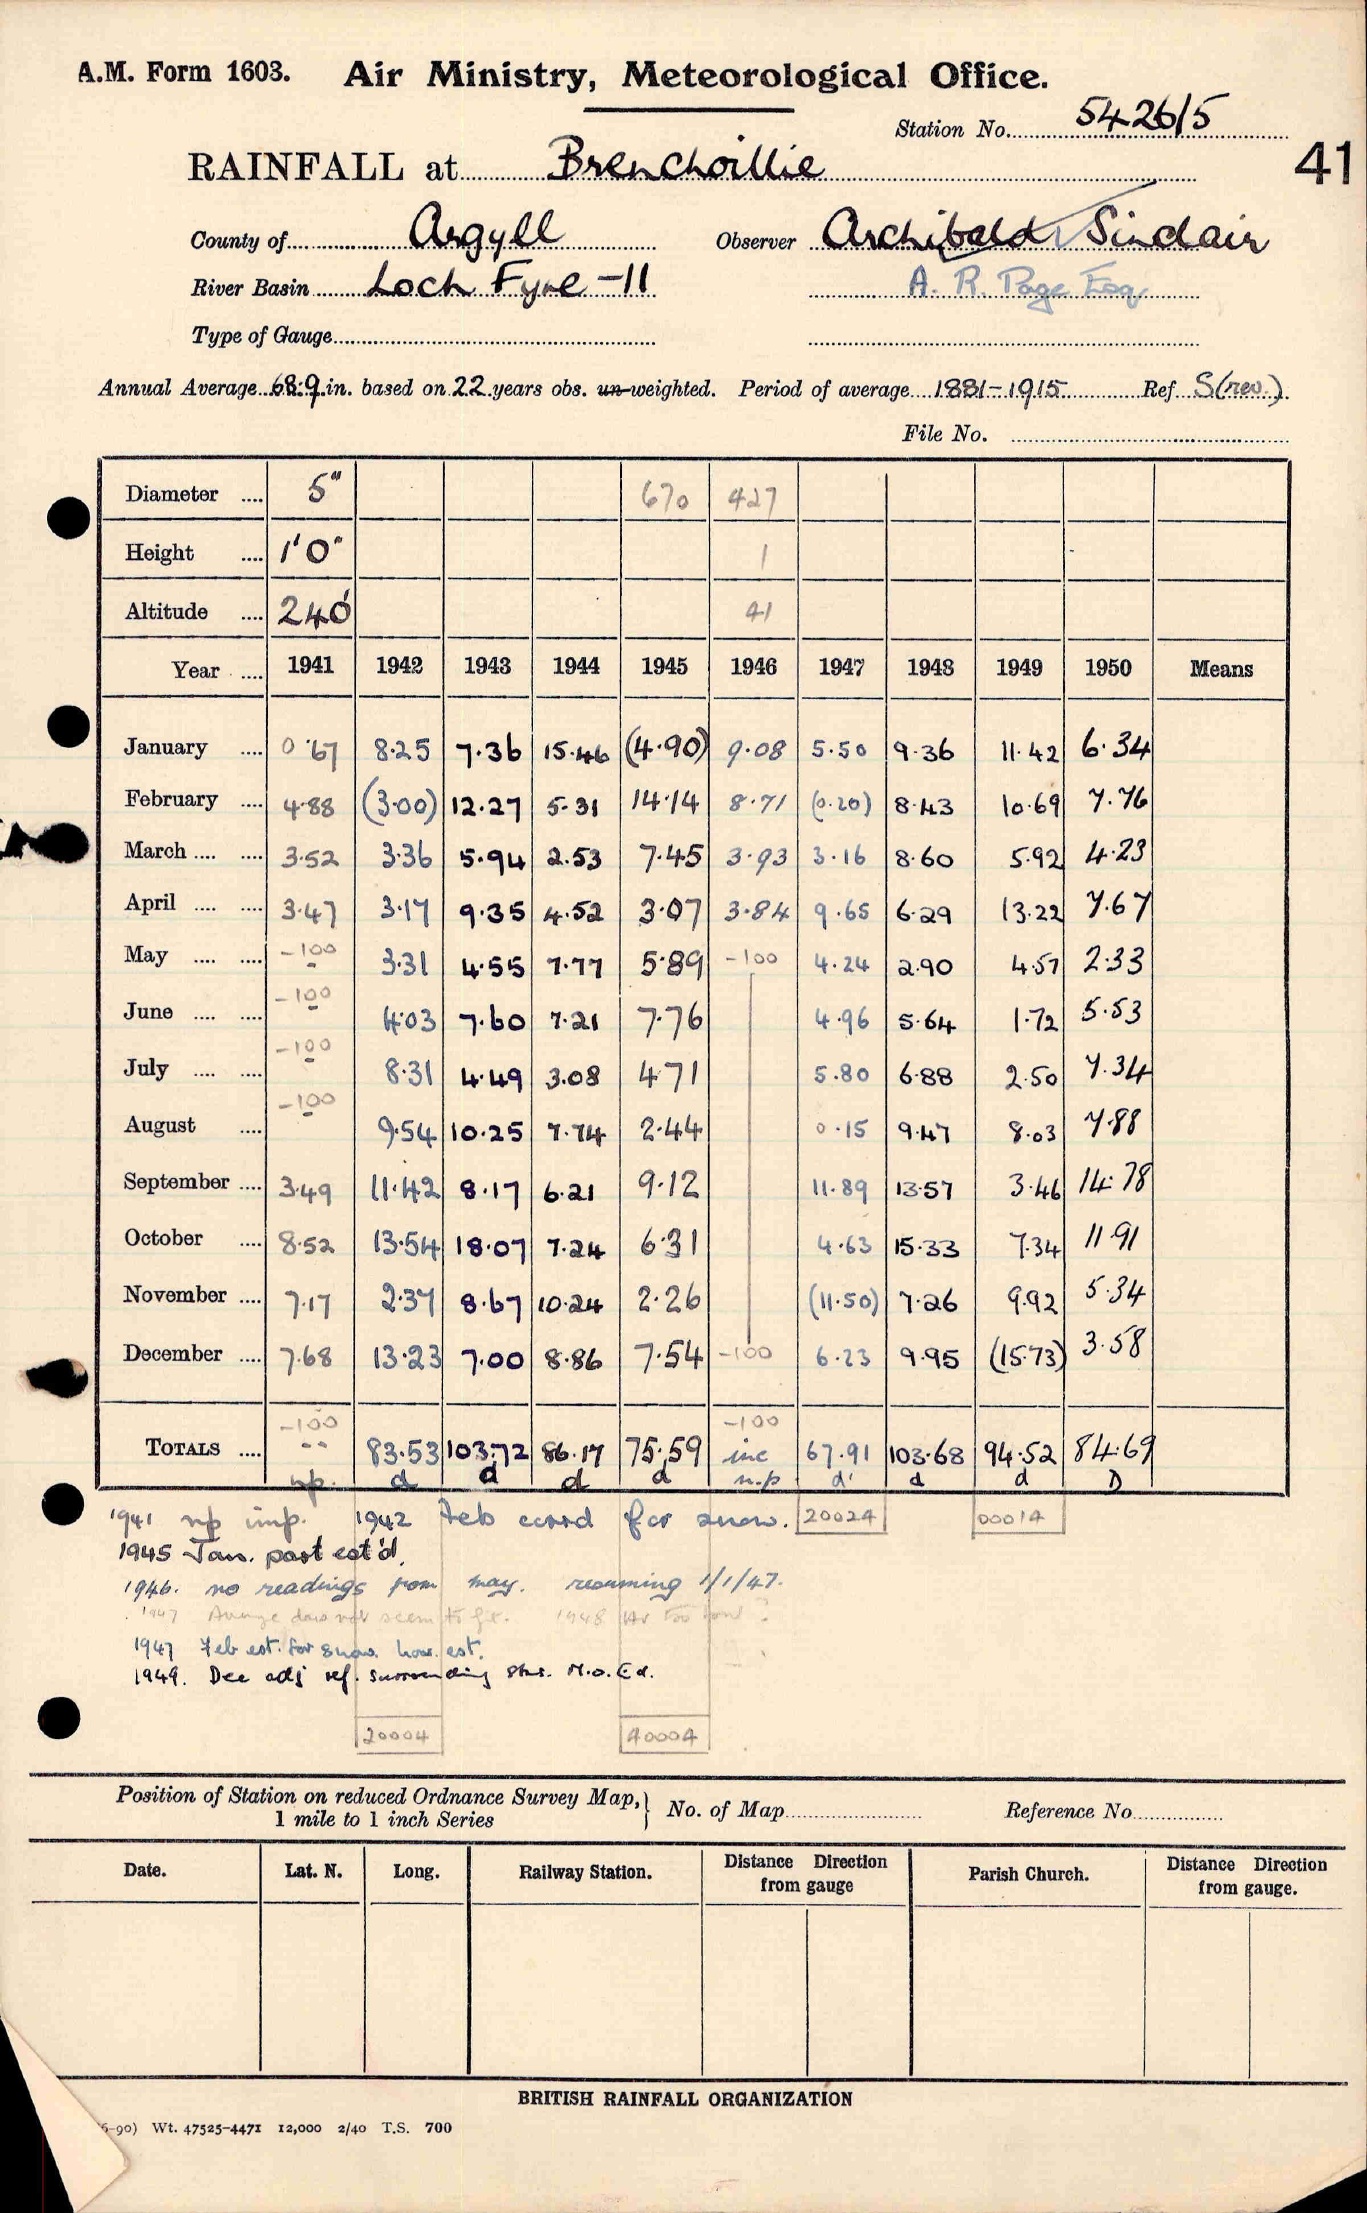 A.M. Form 1603. Air Ministry, Meteorological Office.
Station No. 5426/5
41
RAINFALL at Brenchoillie
County of Argyll Observer Archibald Sinclair
River Basin Loch Fyne -11 A. R. Page Esq
Type of Gauge
Annual Average 68.9 in. based on 22 years obs. un-weighted. Period of average 1881-1915 Ref S(rev.)
File No.
Diameter .... 5" 670 427
Height .... 1'0" 1
Altitude .... 240' 41
Year .... 1941 1942 1943 1944 1945 1946 1947 1948 1949 1950 Means
January .... 0.67 8.25 7.36 15.46 (4.90) 9.08 5.50 9.36 11.42 6.34
February .... 4.88 (3.00) 12.27 5.31 14.14 8.71 (0.20) 8.43 10.69 7.76
March .... .... 3.52 3.36 5.94 2.53 7.45 3.93 3.16 8.60 5.92 4.23
April .... .... 3.47 3.17 9.35 4.52 3.07 3.84 9.65 6.29 13.22 7.67
May .... .... -100 - 3.31 4.55 7.77 5.89 -100 4.24 2.90 4.57 2.33
June .... .... -100 - 4.03 7.60 7.21 7.76 4.96 5.64 1.72 5.53
July .... .... -100 - 8.31 4.49 3.08 4.71 5.80 6.88 2.50 7.34
August .... -100 - 9.54 10.25 7.74 2.44 0.15 9.47 8.03 7.88
September .... 3.49 11.42 8.17 6.21 9.12 11.89 13.57 3.46 14.78
October .... 8.52 13.54 18.07 7.24 6.31 4.63 15.33 7.34 11.91
November .... 7.17 2.37 8.67 10.24 2.26 (11.50) 7.26 9.92 5.34
December .... 7.68 13.23 7.00 8.86 7.54 -100 6.23 9.95 (15.73) 3.58
-100 -100
TOTALS .... -- 83.53 103.72 86.17 75.59 inc 67.91 103.68 94.52 84.69
np. d d d d n.p d d d D
1941 np imp. 1942 Feb corrd for snow. 20024 00014
1945 Jan. part est'd.
1946. no readings from May. resuming 1/1/47.
1947 Average does not seem to fit. 1948 too ?
1947 Feb est. for snow. Nov. est.
1949. Dec adj ref. surrounding stns. M.O. Ed.
20004 40004
Position of Station on reduced Ordnance Survey Map, } No. of Map Reference No
1 mile to 1 inch Series
Date. Lat. N. Long. Railway Station. Distance from gauge Direction Parish Church. Distance Direction from gauge.
BRITISH RAINFALL ORGANIZATION
6-90) Wt. 47525-4471 12,000 2/40 T.S. 700